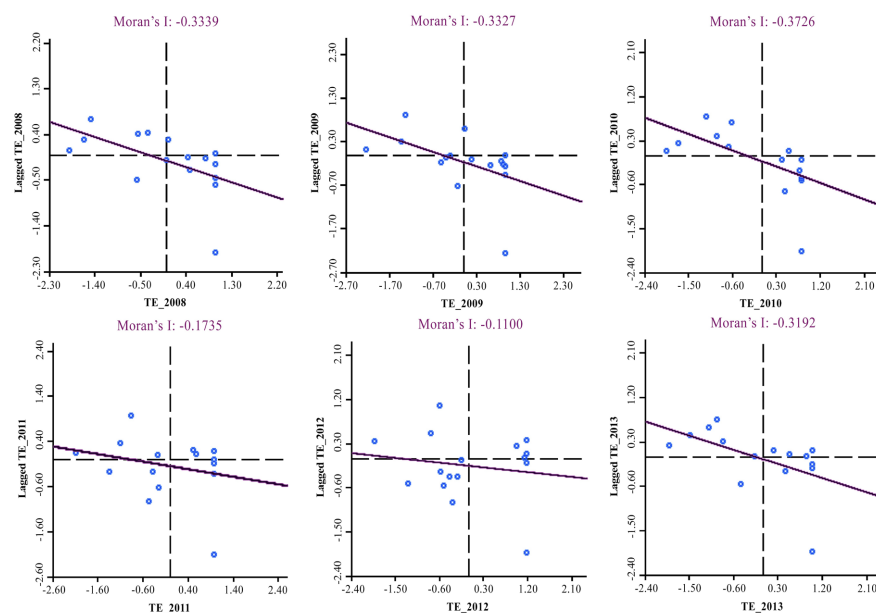 Moran's I: -0.3339
Lagged TE_2008
2.20
1.30
0.40
-0.50
-1.40
-2.30
-1.40 -0.50 0.40 1.30 2.20
TE_2008
Moran's I: -0.3327
Lagged TE_2009
2.30
1.30
0.30
-0.70
-1.70
-2.70
-2.70 -1.70 -0.70 0.30 1.30 2.30
TE_2009
Moran's I: -0.3726
Lagged TE_2010
2.10
1.20
0.30
-0.60
-1.50
-2.40
-2.40 -1.50 -0.60 0.30 1.20 2.10
TE_2010
Moran's I: -0.1735
Lagged TE_2011
2.40
1.40
0.40
-0.60
-1.60
-2.60
-2.60 -1.60 -0.60 0.40 1.40 2.40
TE_2011
Moran's I: -0.1100
Lagged TE_2012
2.10
1.20
0.30
-0.60
-1.50
-2.40
-2.40 -1.50 -0.60 0.30 1.20 2.10
TE_2012
Moran's I: -0.3192
Lagged TE_2013
2.10
1.20
0.30
-0.60
-1.50
-2.40
-2.40 -1.50 -0.60 0.30 1.20 2.10
TE_2013